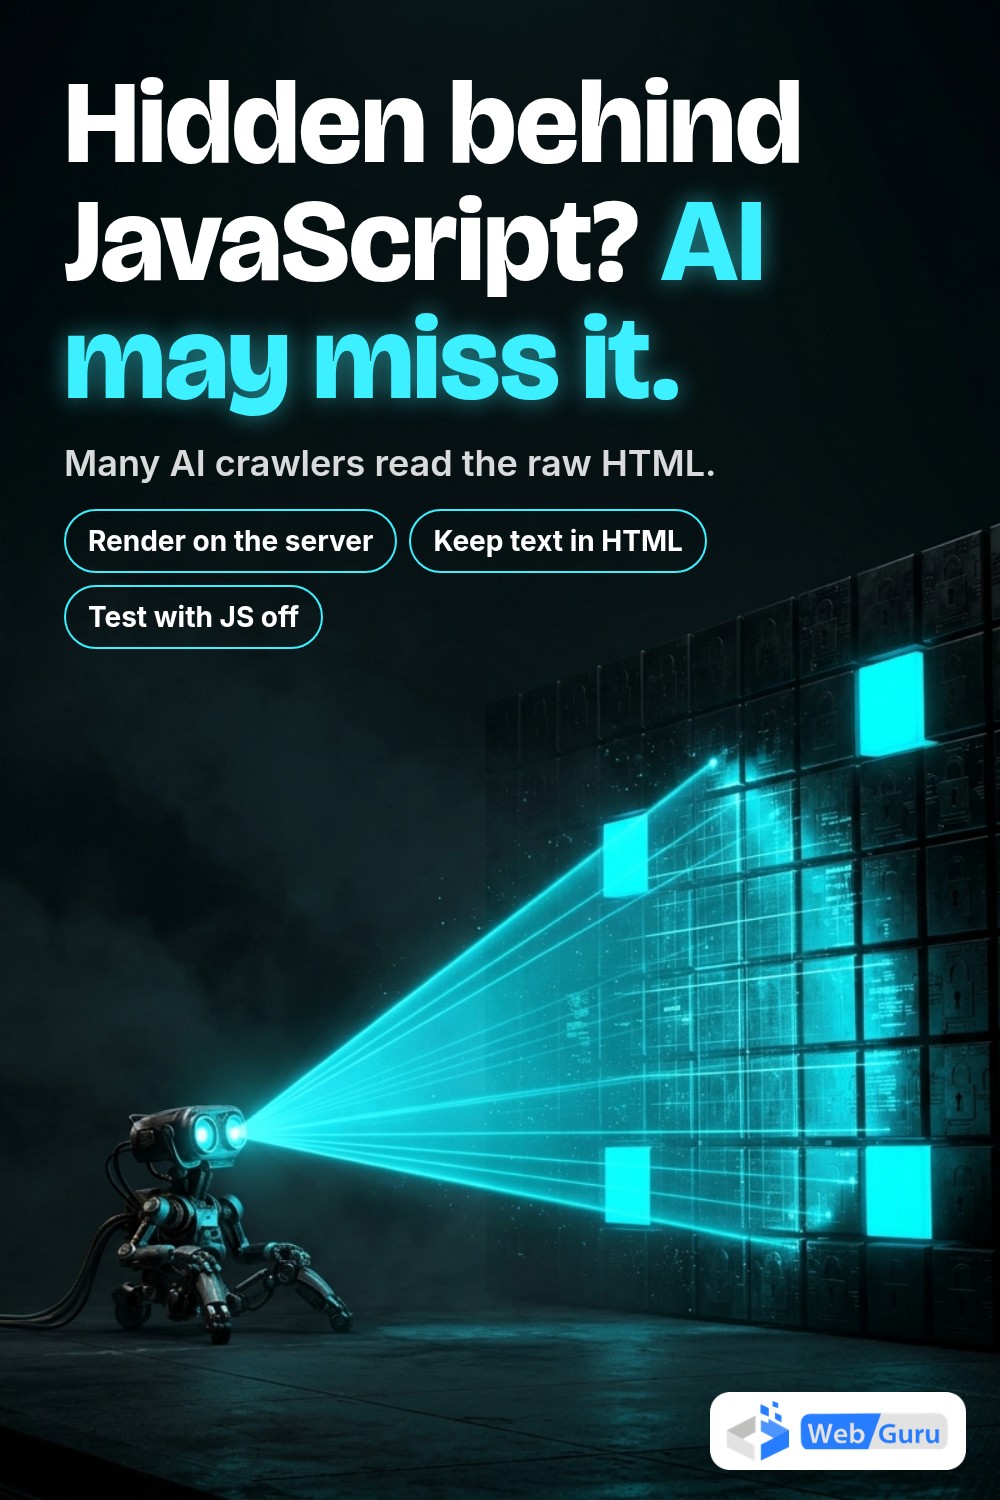 Hidden behind
JavaScript? AI
may miss it.
Many AI crawlers read the raw HTML.
Render on the server
Keep text in HTML
Test with JS off
Web Guru